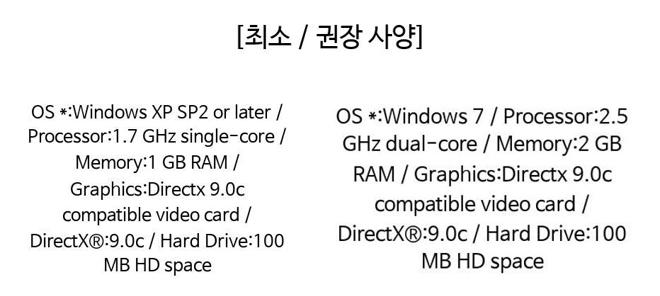 [최소 / 권장 사양]
OS *:Windows XP SP2 or later /
Processor:1.7 GHz single-core /
Memory:1 GB RAM /
Graphics:Directx 9.0c
compatible video card /
DirectX®:9.0c / Hard Drive:100
MB HD space
OS *:Windows 7 / Processor:2.5
GHz dual-core / Memory:2 GB
RAM / Graphics:Directx 9.0c
compatible video card /
DirectX®:9.0c / Hard Drive:100
MB HD space